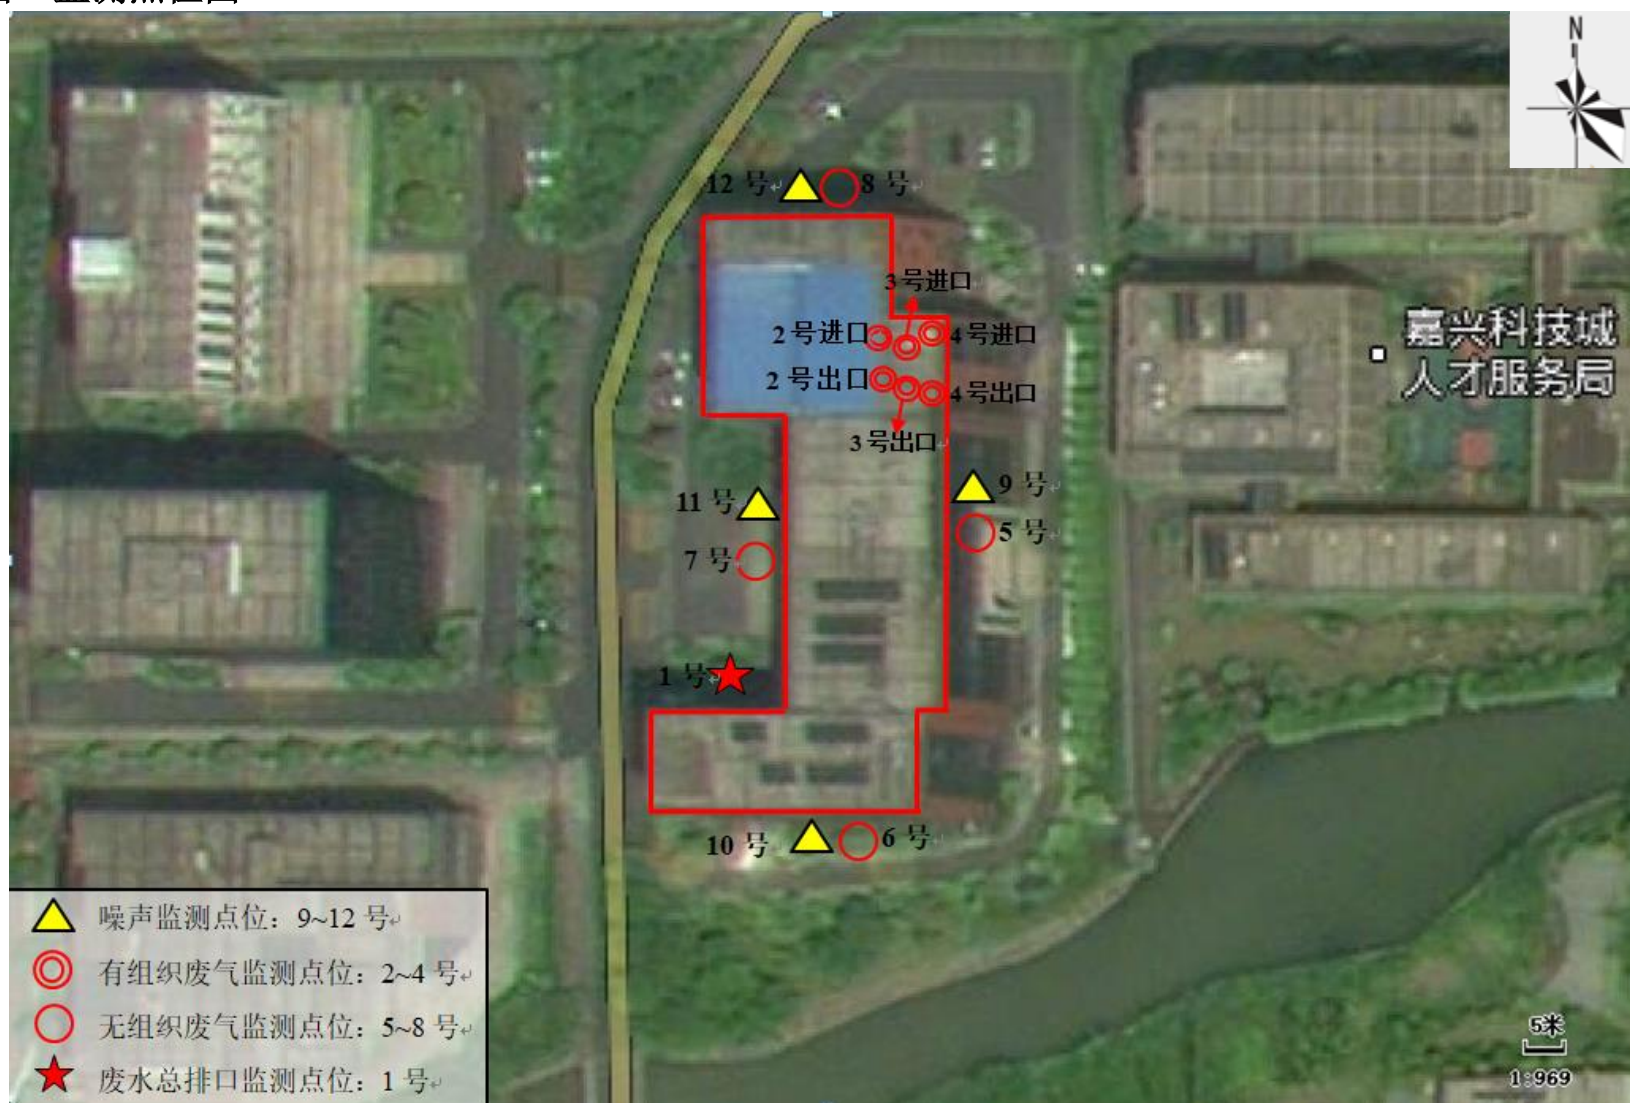 N
12 号
8 号
3号进口
2号进口
4号进口
2号出口
4号出口
3号出口
嘉兴科技城
人才服务局
11 号
9 号
5 号
7 号
1 号
10 号
6 号
噪声监测点位：9~12 号
有组织废气监测点位：2~4 号
无组织废气监测点位：5~8 号
废水总排口监测点位：1 号
5米
1:969